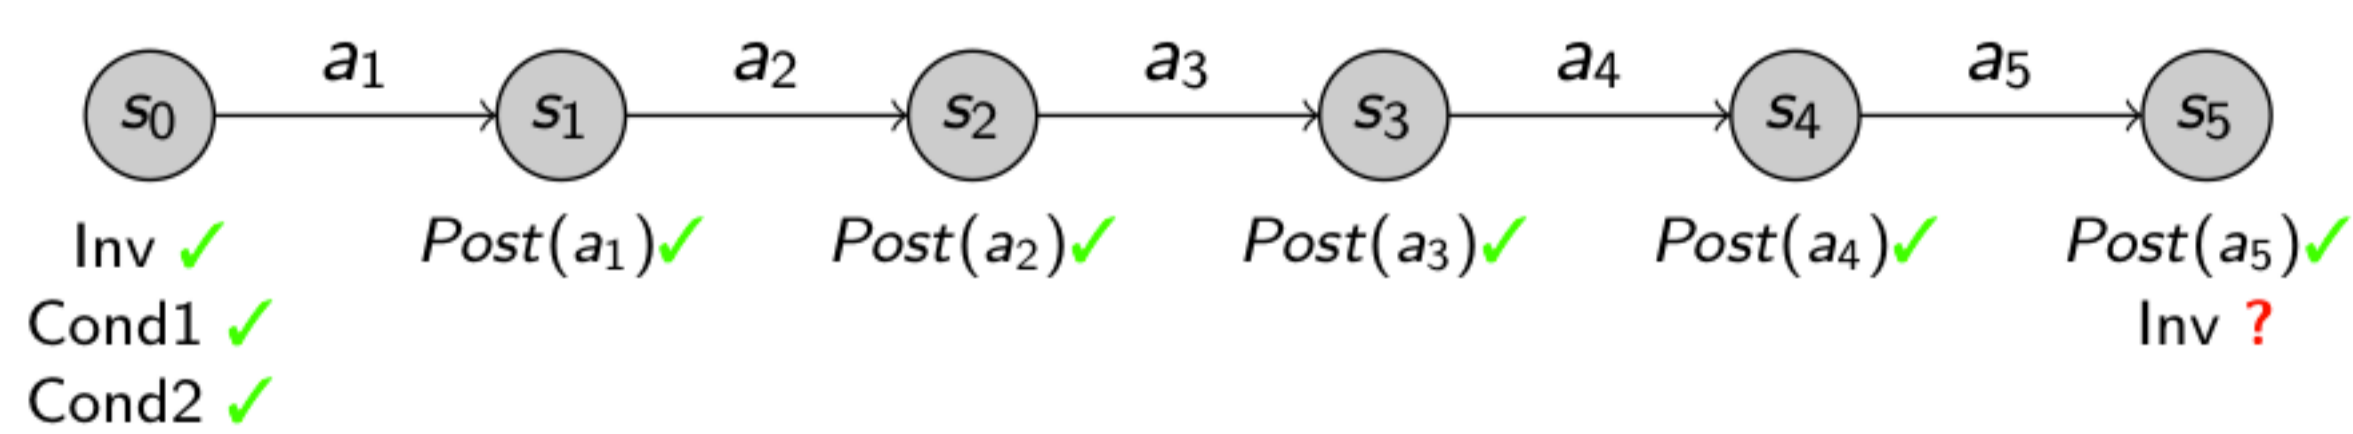 a₁ a₂ a₃ a₄ a₅
s₀ s₁ s₂ s₃ s₄ s₅
Inv ✓ Post(a₁)✓ Post(a₂)✓ Post(a₃)✓ Post(a₄)✓ Post(a₅)✓
Cond1 ✓ Inv ?
Cond2 ✓